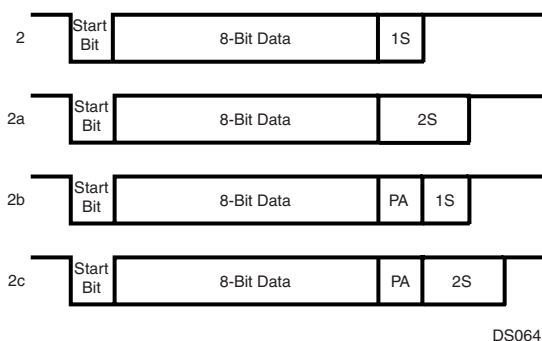 2 Start Bit 8-Bit Data 1S
2a Start Bit 8-Bit Data 2S
2b Start Bit 8-Bit Data PA 1S
2c Start Bit 8-Bit Data PA 2S
DS064